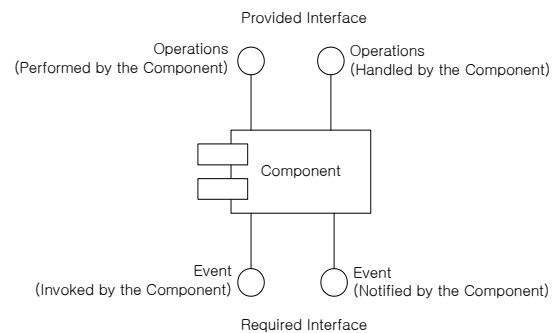 Provided Interface
Operations
(Performed by the Component)
Operations
(Handled by the Component)
Component
Event
(Invoked by the Component)
Event
(Notified by the Component)
Required Interface